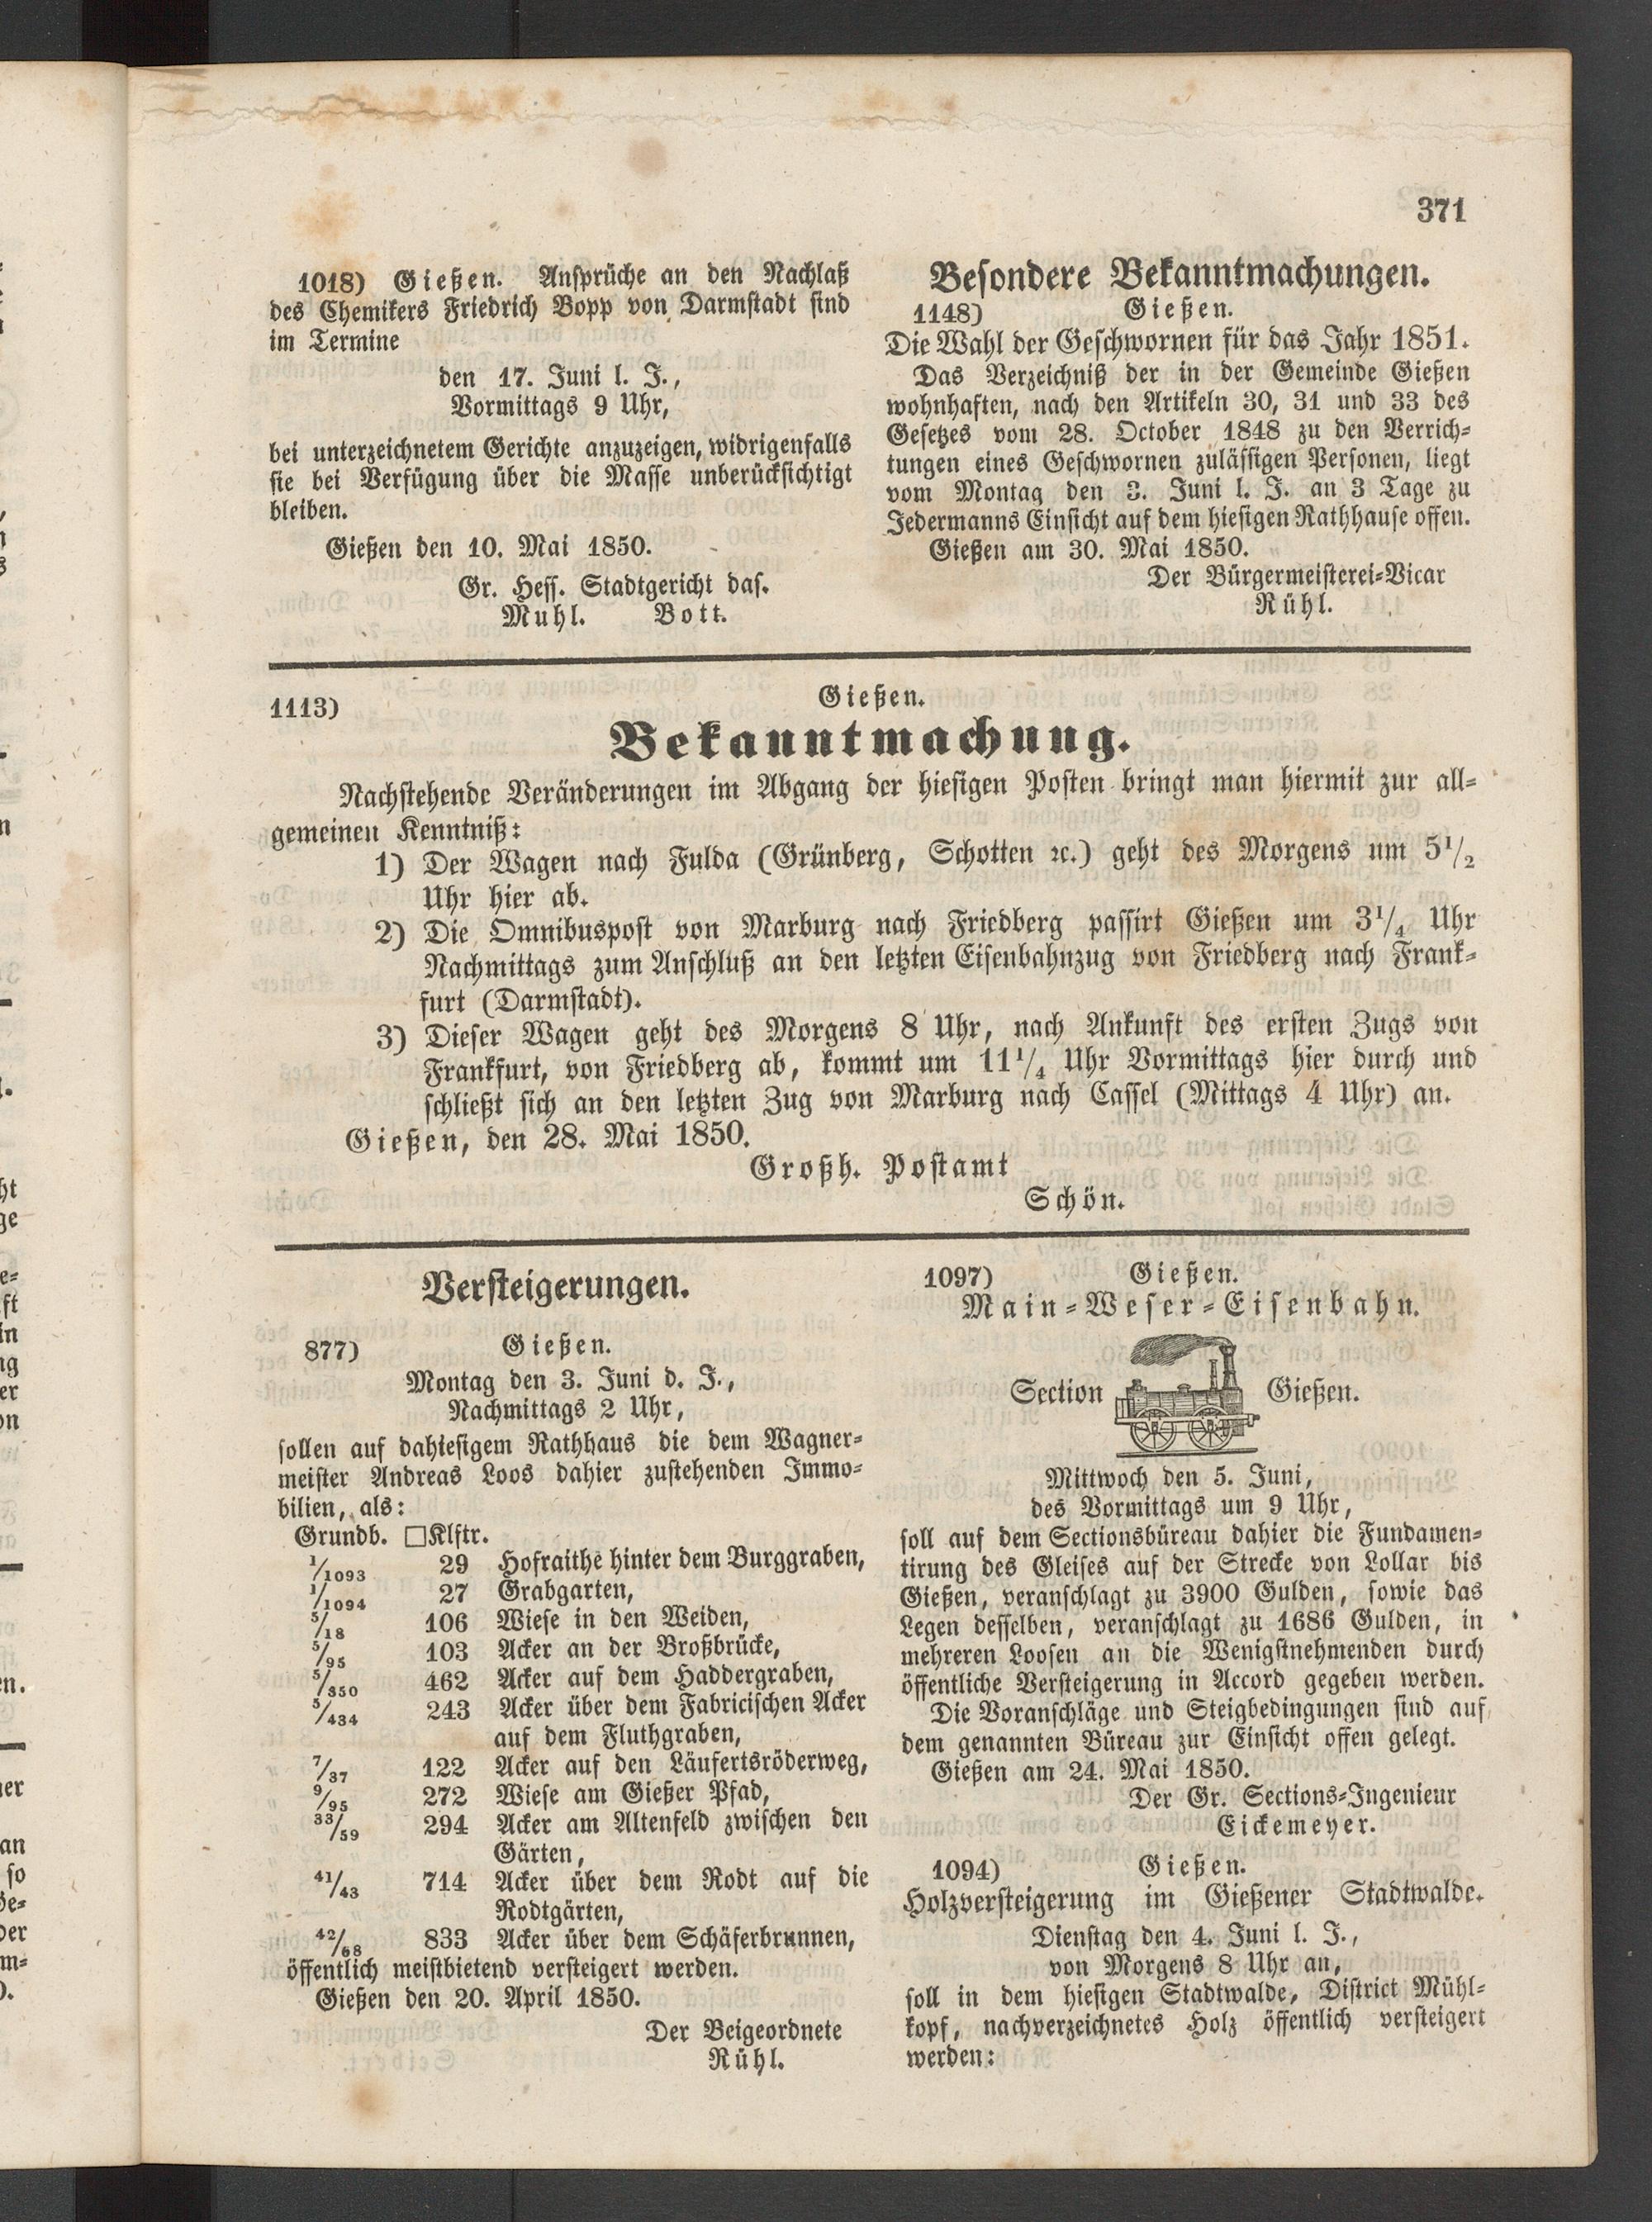 371
1018) Gießen. Ansprüche an den Nachlaß
des Chemikers Friedrich Bopp von Darmstadt sind
im Termine
den 17. Juni l. J.,
Vormittags 9 Uhr,
bei unterzeichnetem Gerichte anzuzeigen, widrigenfalls
sie bei Verfügung über die Masse unberücksichtigt
bleiben.
Gießen den 10. Mai 1850.
Gr. Hess. Stadtgericht das.
Muhl. Bott.
Besondere Bekanntmachungen.
1148) Gießen.
Die Wahl der Geschwornen für das Jahr 1851.
Das Verzeichniß der in der Gemeinde Gießen
wohnhaften, nach den Artikeln 30, 31 und 33 des
Gesetzes vom 28. October 1848 zu den Verrich-
tungen eines Geschwornen zulässigen Personen, liegt
vom Montag den 3. Juni l. J. an 3 Tage zu
Jedermanns Einsicht auf dem hiesigen Rathhause offen.
Gießen am 30. Mai 1850.
Der Bürgermeisterei-Vicar
Rühl.
1113) Gießen.
Bekanntmachung.
Nachstehende Veränderungen im Abgang der hiesigen Posten bringt man hiermit zur all-
gemeinen Kenntniß:
1) Der Wagen nach Fulda (Grünberg, Schotten ꝛc.) geht des Morgens um 5 1/2
Uhr hier ab.
2) Die Omnibuspost von Marburg nach Friedberg passirt Gießen um 3 1/4 Uhr
Nachmittags zum Anschluß an den letzten Eisenbahnzug von Friedberg nach Frank-
furt (Darmstadt).
3) Dieser Wagen geht des Morgens 8 Uhr, nach Ankunft des ersten Zugs von
Frankfurt, von Friedberg ab, kommt um 11 1/4 Uhr Vormittags hier durch und
schließt sich an den letzten Zug von Marburg nach Cassel (Mittags 4 Uhr) an.
Gießen, den 28. Mai 1850.
Großh. Postamt
Schön.
Versteigerungen.
877) Gießen.
Montag den 3. Juni d. J.,
Nachmittags 2 Uhr,
sollen auf dahiesigem Rathhaus die dem Wagner-
meister Andreas Loos dahier zustehenden Immo-
bilien, als:
Grundb. □Klftr.
1/1093 29 Hofraithe hinter dem Burggraben,
1/1094 27 Grabgarten,
5/18 106 Wiese in den Weiden,
5/95 103 Acker an der Broßbrücke,
5/350 462 Acker auf dem Haddergraben,
5/434 243 Acker über dem Fabricischen Acker
auf dem Fluthgraben,
7/37 122 Acker auf den Läufertsröderweg,
9/95 272 Wiese am Gießer Pfad,
33/59 294 Acker am Altenfeld zwischen den
Gärten,
41/43 714 Acker über dem Rodt auf die
Rodtgärten,
42/68 833 Acker über dem Schäferbrunnen,
öffentlich meistbietend versteigert werden.
Gießen den 20. April 1850.
Der Beigeordnete
Rühl.
1097) Gießen.
Main-Weser-Eisenbahn.
Section Gießen.
Mittwoch den 5. Juni,
des Vormittags um 9 Uhr,
soll auf dem Sectionsbüreau dahier die Fundamen-
tirung des Gleises auf der Strecke von Lollar bis
Gießen, veranschlagt zu 3900 Gulden, sowie das
Legen desselben, veranschlagt zu 1686 Gulden, in
mehreren Loosen an die Wenigstnehmenden durch
öffentliche Versteigerung in Accord gegeben werden.
Die Voranschläge und Steigbedingungen sind auf
dem genannten Büreau zur Einsicht offen gelegt.
Gießen am 24. Mai 1850.
Der Gr. Sections-Ingenieur
Eickemeyer.
1094) Gießen.
Holzversteigerung im Gießener Stadtwalde.
Dienstag den 4. Juni l. J.,
von Morgens 8 Uhr an,
soll in dem hiesigen Stadtwalde, District Mühl-
kopf, nachverzeichnetes Holz öffentlich versteigert
werden: